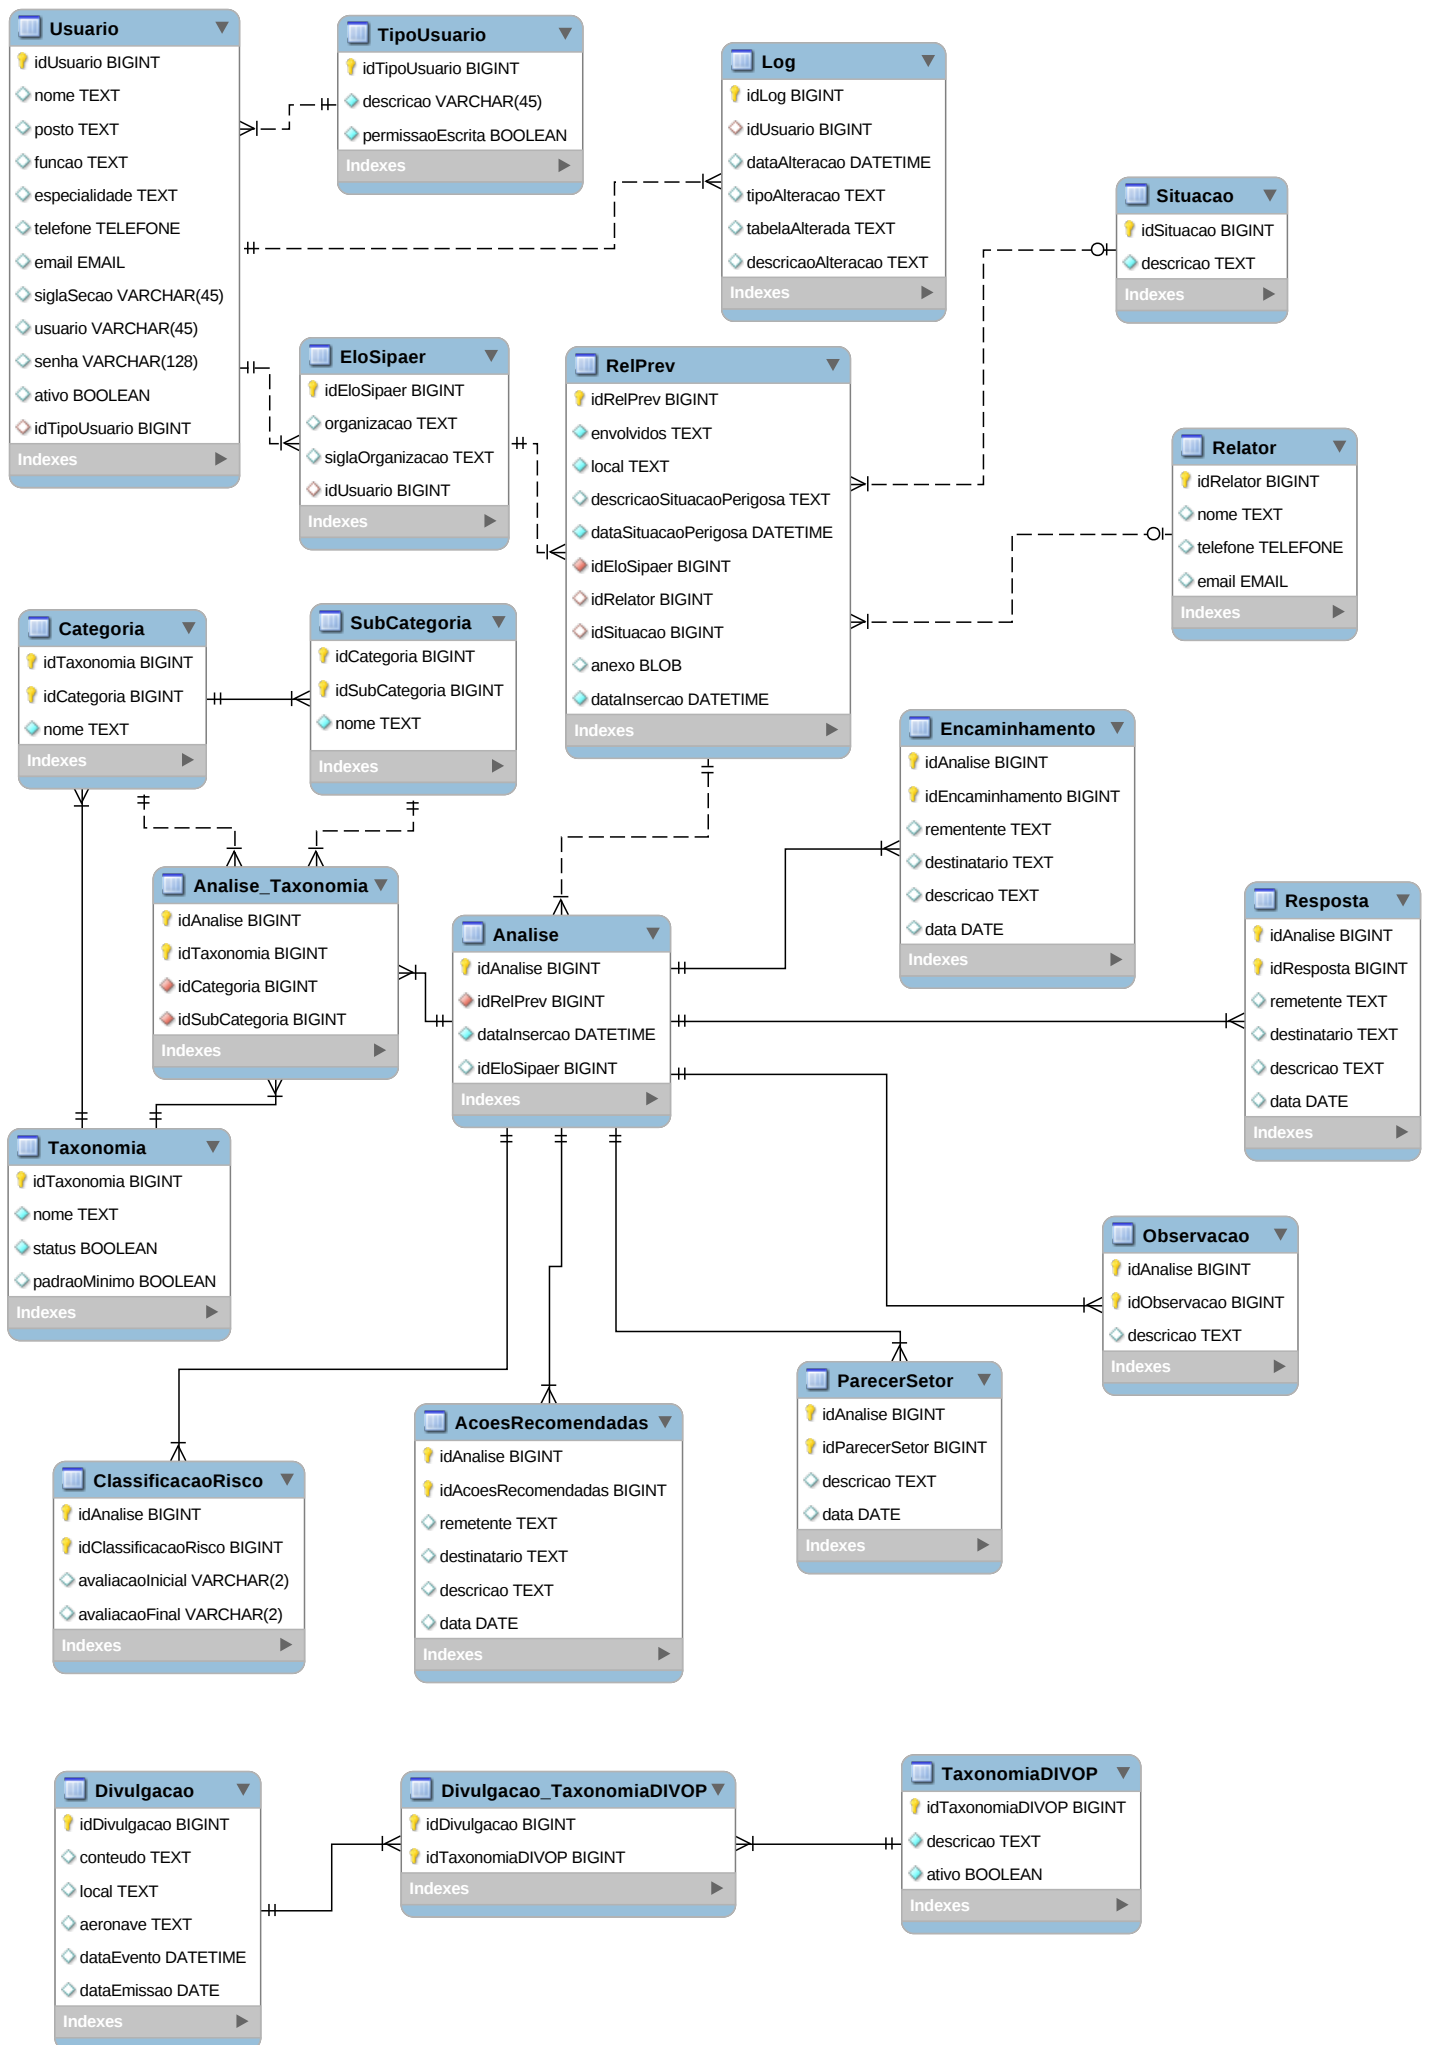 Usuario
idUsuario BIGINT
nome TEXT
posto TEXT
funcao TEXT
especialidade TEXT
telefone TELEFONE
email EMAIL
siglaSecao VARCHAR(45)
usuario VARCHAR(45)
senha VARCHAR(128)
ativo BOOLEAN
idTipoUsuario BIGINT
Indexes
TipoUsuario
idTipoUsuario BIGINT
descricao VARCHAR(45)
permissaoEscrita BOOLEAN
Indexes
Log
idLog BIGINT
idUsuario BIGINT
dataAlteracao DATETIME
tipoAlteracao TEXT
tabelaAlterada TEXT
descricaoAlteracao TEXT
Indexes
Situacao
idSituacao BIGINT
descricao TEXT
Indexes
EloSipaer
idEloSipaer BIGINT
organizacao TEXT
siglaOrganizacao TEXT
idUsuario BIGINT
Indexes
RelPrev
idRelPrev BIGINT
envolvidos TEXT
local TEXT
descricaoSituacaoPerigosa TEXT
dataSituacaoPerigosa DATETIME
idEloSipaer BIGINT
idRelator BIGINT
idSituacao BIGINT
anexo BLOB
dataInsercao DATETIME
Indexes
Relator
idRelator BIGINT
nome TEXT
telefone TELEFONE
email EMAIL
Indexes
Categoria
idTaxonomia BIGINT
idCategoria BIGINT
nome TEXT
Indexes
SubCategoria
idCategoria BIGINT
idSubCategoria BIGINT
nome TEXT
Indexes
Encaminhamento
idAnalise BIGINT
idEncaminhamento BIGINT
rementente TEXT
destinatario TEXT
descricao TEXT
data DATE
Indexes
Analise_Taxonomia
idAnalise BIGINT
idTaxonomia BIGINT
idCategoria BIGINT
idSubCategoria BIGINT
Indexes
Analise
idAnalise BIGINT
idRelPrev BIGINT
dataInsercao DATETIME
idEloSipaer BIGINT
Indexes
Resposta
idAnalise BIGINT
idResposta BIGINT
remetente TEXT
destinatario TEXT
descricao TEXT
data DATE
Indexes
Taxonomia
idTaxonomia BIGINT
nome TEXT
status BOOLEAN
padraoMinimo BOOLEAN
Indexes
Observacao
idAnalise BIGINT
idObservacao BIGINT
descricao TEXT
Indexes
ParecerSetor
idAnalise BIGINT
idParecerSetor BIGINT
descricao TEXT
data DATE
Indexes
AcoesRecomendadas
idAnalise BIGINT
idAcoesRecomendadas BIGINT
remetente TEXT
destinatario TEXT
descricao TEXT
data DATE
Indexes
ClassificacaoRisco
idAnalise BIGINT
idClassificacaoRisco BIGINT
avaliacaoInicial VARCHAR(2)
avaliacaoFinal VARCHAR(2)
Indexes
Divulgacao
idDivulgacao BIGINT
conteudo TEXT
local TEXT
aeronave TEXT
dataEvento DATETIME
dataEmissao DATE
Indexes
Divulgacao_TaxonomiaDIVOP
idDivulgacao BIGINT
idTaxonomiaDIVOP BIGINT
Indexes
TaxonomiaDIVOP
idTaxonomiaDIVOP BIGINT
descricao TEXT
ativo BOOLEAN
Indexes